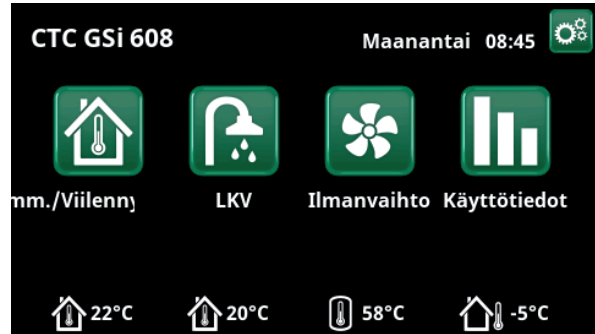 CTC GSi 608
Maanantai 08:45
mm./Viilenny
LKV
Ilmanvaihto
Käyttötiedot
22°C
20°C
58°C
-5°C